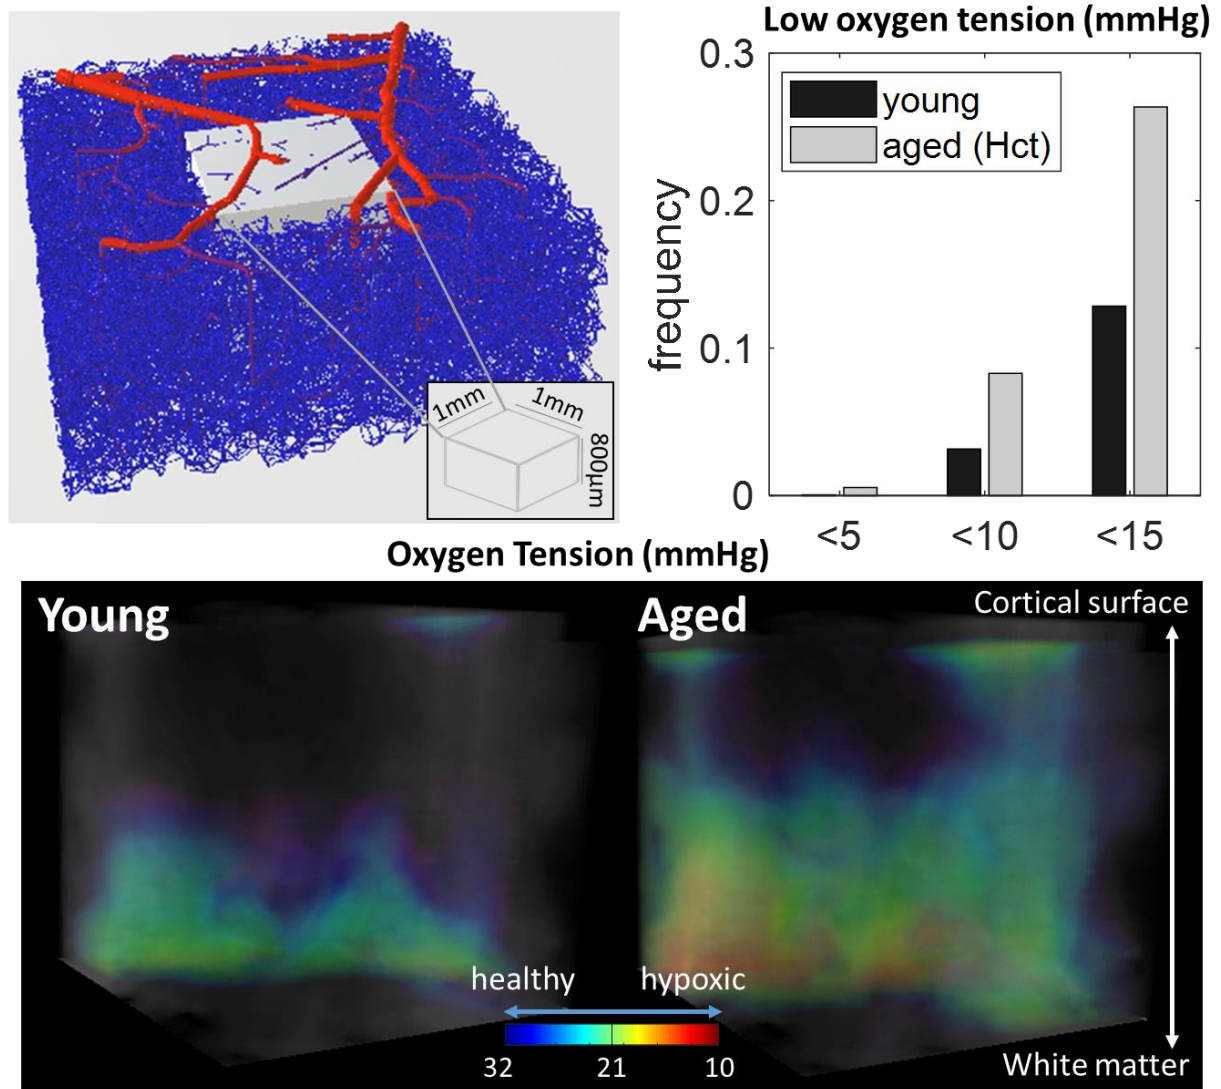 Low oxygen tension (mmHg)
0.3
young
aged (Hct)
0.2
frequency
0.1
0
<5 <10 <15
1mm 1mm
800µm
Oxygen Tension (mmHg)
Young
Aged
Cortical surface
healthy hypoxic
32 21 10
White matter